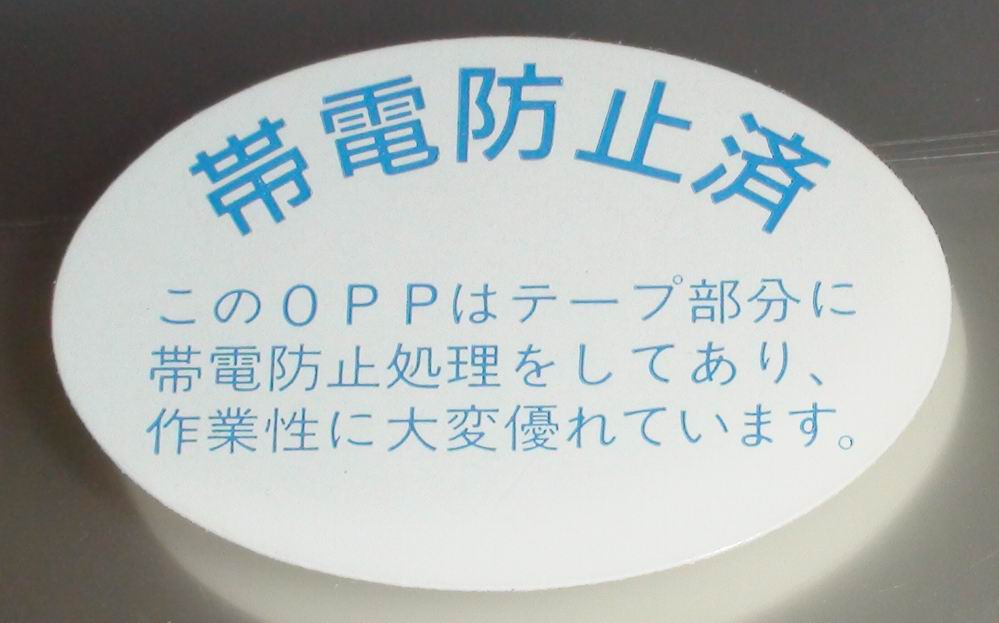 帯電防止済
このＯＰＰはテープ部分に
帯電防止処理をしてあり、
作業性に大変優れています。